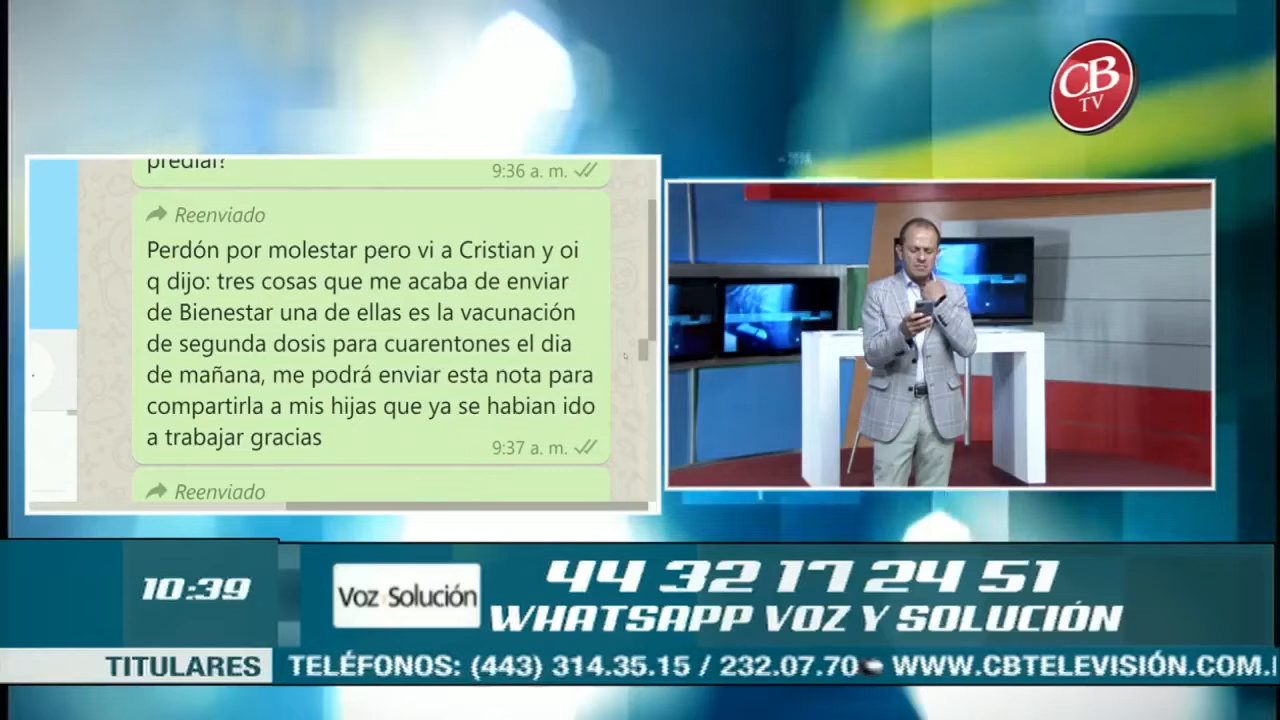 CB
TV
predial?
9:36 a. m.
Reenviado
Perdón por molestar pero vi a Cristian y oi
q dijo: tres cosas que me acaba de enviar
de Bienestar una de ellas es la vacunación
de segunda dosis para cuarentones el dia
de mañana, me podrá enviar esta nota para
compartirla a mis hijas que ya se habian ido
a trabajar gracias
9:37 a. m.
Reenviado
10:39
Voz Solución
44 32 17 24 51
WHATSAPP VOZ Y SOLUCIÓN
TITULARES
TELÉFONOS: (443) 314.35.15 / 232.07.70 WWW.CBTELEVISIÓN.COM.